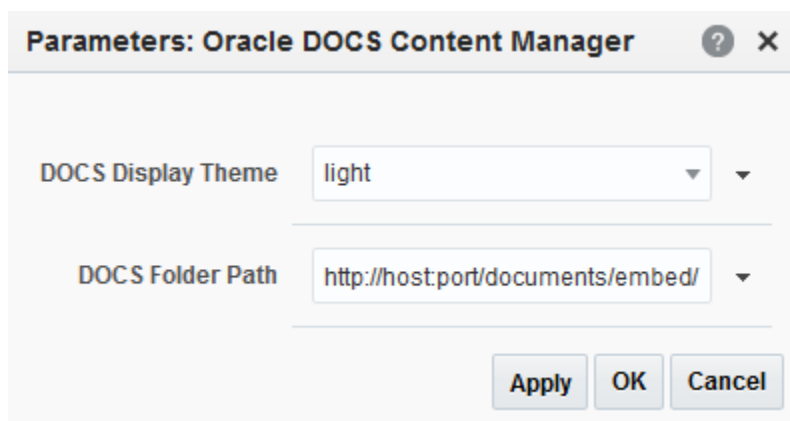 Parameters: Oracle DOCS Content Manager ?
DOCS Display Theme light
DOCS Folder Path http://host:port/documents/embed/
Apply OK Cancel